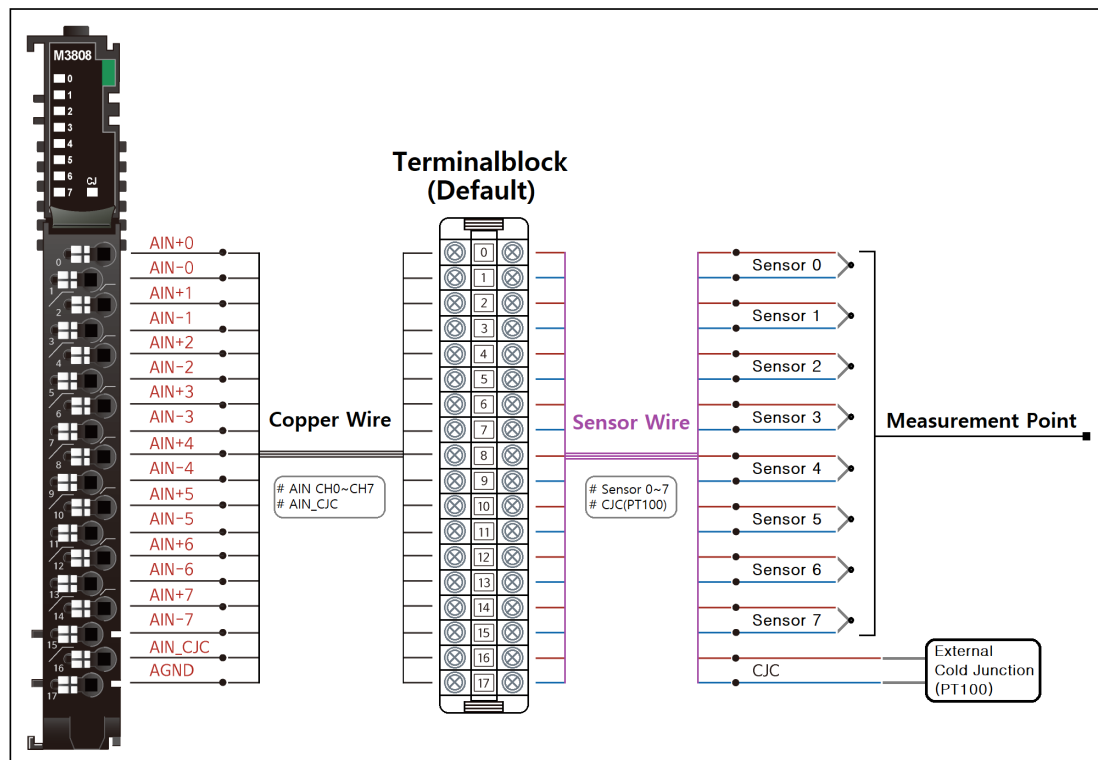 M3808
0
1
2
3
4
5
6
7
CJ
0
1
2
3
4
5
6
7
8
9
10
11
12
13
14
15
16
17
AIN+0
AIN-0
AIN+1
AIN-1
AIN+2
AIN-2
AIN+3
AIN-3
AIN+4
AIN-4
AIN+5
AIN-5
AIN+6
AIN-6
AIN+7
AIN-7
AIN_CJC
AGND
Copper Wire
# AIN CH0~CH7
# AIN_CJC
Terminalblock
(Default)
0
1
2
3
4
5
6
7
8
9
10
11
12
13
14
15
16
17
Sensor Wire
# Sensor 0~7
# CJC(PT100)
Sensor 0
Sensor 1
Sensor 2
Sensor 3
Sensor 4
Sensor 5
Sensor 6
Sensor 7
CJC
Measurement Point
External
Cold Junction
(PT100)